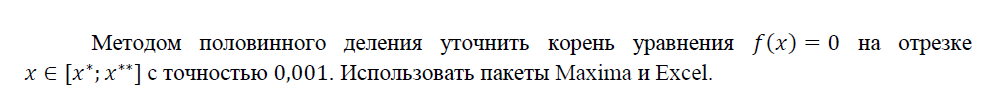 Методом половинного деления уточнить корень уравнения f(x) = 0 на отрезке
x ∈ [x*; x**] с точностью 0,001. Использовать пакеты Maxima и Excel.